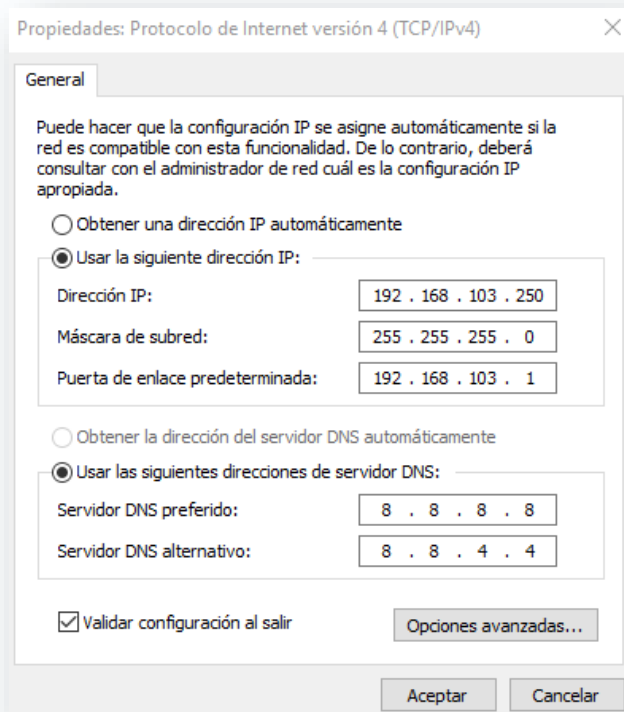 Propiedades: Protocolo de Internet versión 4 (TCP/IPv4)
General
Puede hacer que la configuración IP se asigne automáticamente si la
red es compatible con esta funcionalidad. De lo contrario, deberá
consultar con el administrador de red cuál es la configuración IP
apropiada.
Obtener una dirección IP automáticamente
Usar la siguiente dirección IP:
Dirección IP: 192 . 168 . 103 . 250
Máscara de subred: 255 . 255 . 255 . 0
Puerta de enlace predeterminada: 192 . 168 . 103 . 1
Obtener la dirección del servidor DNS automáticamente
Usar las siguientes direcciones de servidor DNS:
Servidor DNS preferido: 8 . 8 . 8 . 8
Servidor DNS alternativo: 8 . 8 . 4 . 4
Validar configuración al salir Opciones avanzadas...
Aceptar Cancelar